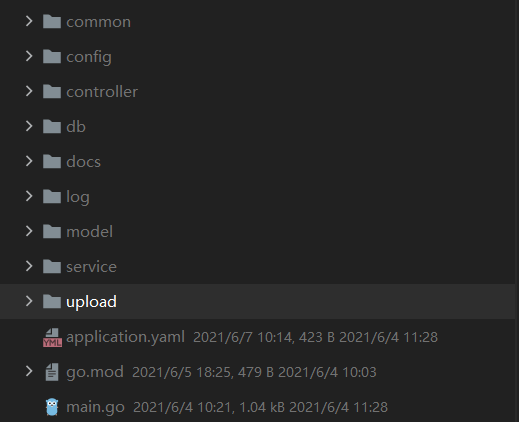 common
config
controller
db
docs
log
model
service
upload
YML application.yaml 2021/6/7 10:14, 423 B 2021/6/4 11:28
go.mod 2021/6/5 18:25, 479 B 2021/6/4 10:03
main.go 2021/6/4 10:21, 1.04 kB 2021/6/4 11:28